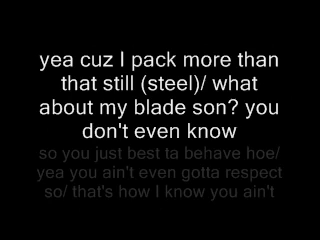 yea cuz I pack more than
that still (steel)/ what
about my blade son? you
don't even know
so you just best ta behave hoe/
yea you ain't even gotta respect
so/ that's how I know you ain't